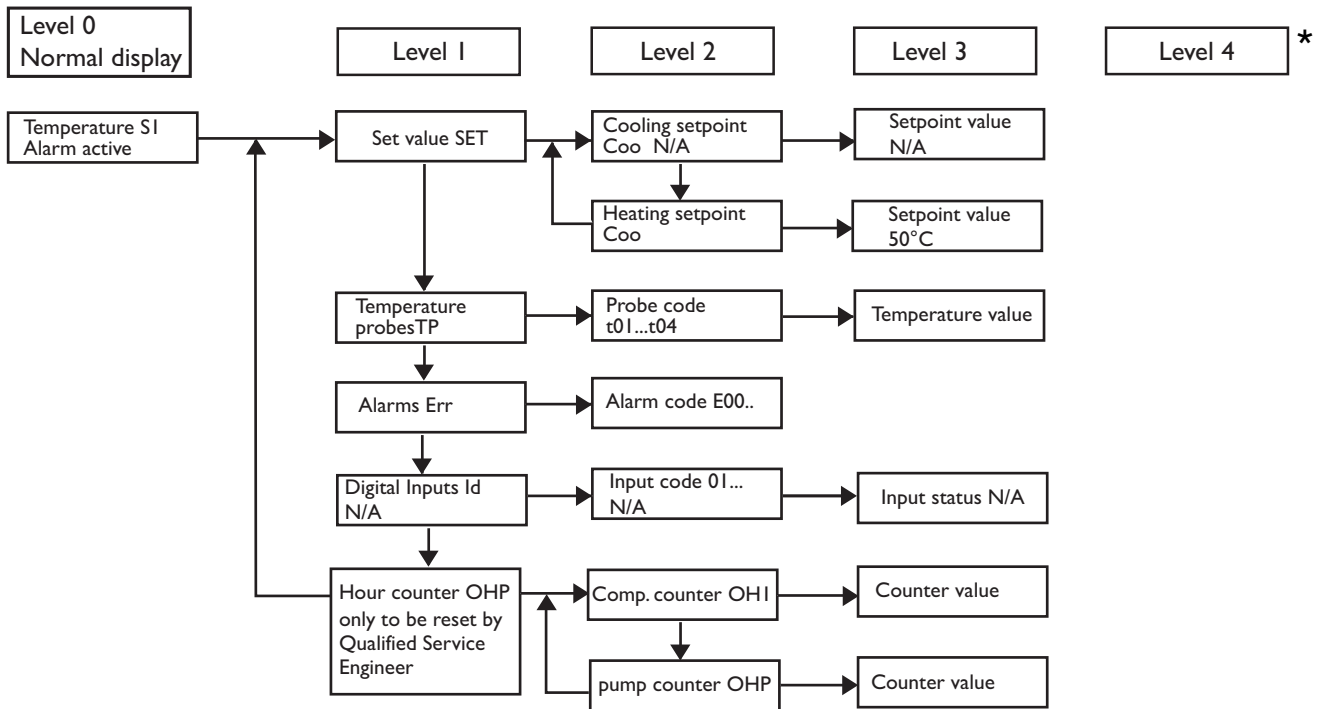 Level 0
Normal display
Level 1
Level 2
Level 3
Level 4
*
Temperature S1
Alarm active
Set value SET
Cooling setpoint
Coo N/A
Setpoint value
N/A
Heating setpoint
Coo
Setpoint value
50°C
Temperature
probesTP
Probe code
t01...t04
Temperature value
Alarms Err
Alarm code E00..
Digital Inputs Id
N/A
Input code 01...
N/A
Input status N/A
Hour counter OHP
only to be reset by
Qualified Service
Engineer
Comp. counter OH1
Counter value
pump counter OHP
Counter value